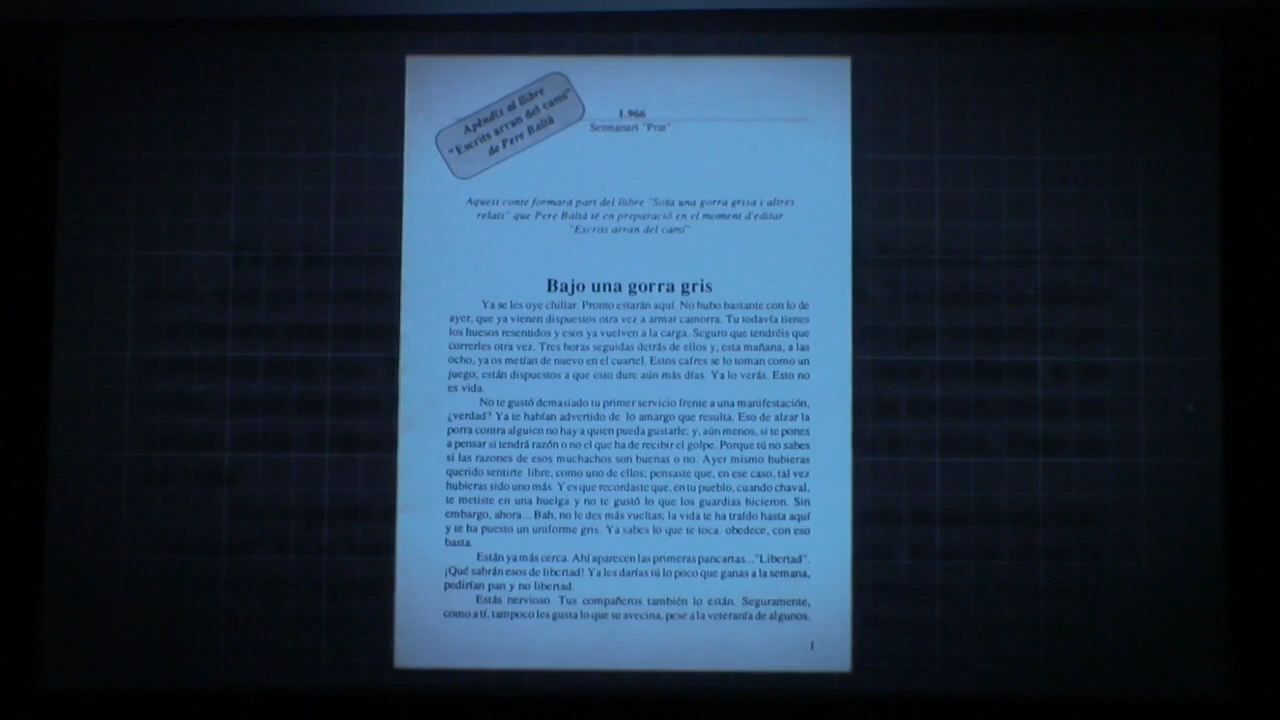 Apèndix al llibre
"Escrits arran del camí"
de Pere Baltà
1.966
Setmanari "Pron"
Aquest conte formarà part del llibre "Sota una gorra grisa i altres
relats" que Pere Baltà té en preparació en el moment d'editar
"Escrits arran del camí"
Bajo una gorra gris
Ya se les oye chillar. Pronto estarán aquí. No hubo bastante con lo de
ayer, que ya vienen dispuestos otra vez a armar camorra. Tu todavía tienes
los huesos resentidos y esos ya vuelven a la carga. Seguro que tendréis que
correrles otra vez. Tres horas seguidas detrás de ellos y, esta mañana, a las
ocho, ya os metían de nuevo en el cuartel. Estos cafres se lo toman como un
juego; están dispuestos a que esto dure aún más días. Ya lo verás. Esto no
es vida.
No te gustó demasiado tu primer servicio frente a una manifestación,
¿verdad? Ya te habían advertido de lo amargo que resulta. Eso de alzar la
porra contra alguien no hay a quien pueda gustarle; y, aún menos, si te pones
a pensar si tendrá razón o no el que ha de recibir el golpe. Porque tú no sabes
si las razones de esos muchachos son buenas o no. Ayer mismo hubieras
querido sentirte libre, como uno de ellos; pensaste que, en ese caso, tal vez
hubieras sido uno más. Y es que recordaste que, en tu pueblo, cuando chaval,
te metiste en una huelga y no te gustó lo que los guardias hicieron. Sin
embargo, ahora... Bah, no le des más vueltas; la vida te ha traído hasta aquí
y te ha puesto un uniforme gris. Ya sabes lo que te toca: obedece, con eso
basta.
Están ya más cerca. Ahí aparecen las primeras pancartas... "Libertad".
¡Qué sabrán esos de libertad! Ya les darías tú lo poco que ganas a la semana,
pedirían pan y no libertad.
Estás nervioso. Tus compañeros también lo están. Seguramente,
como a tí, tampoco les gusta lo que se avecina, pese a la veteranía de algunos.
1